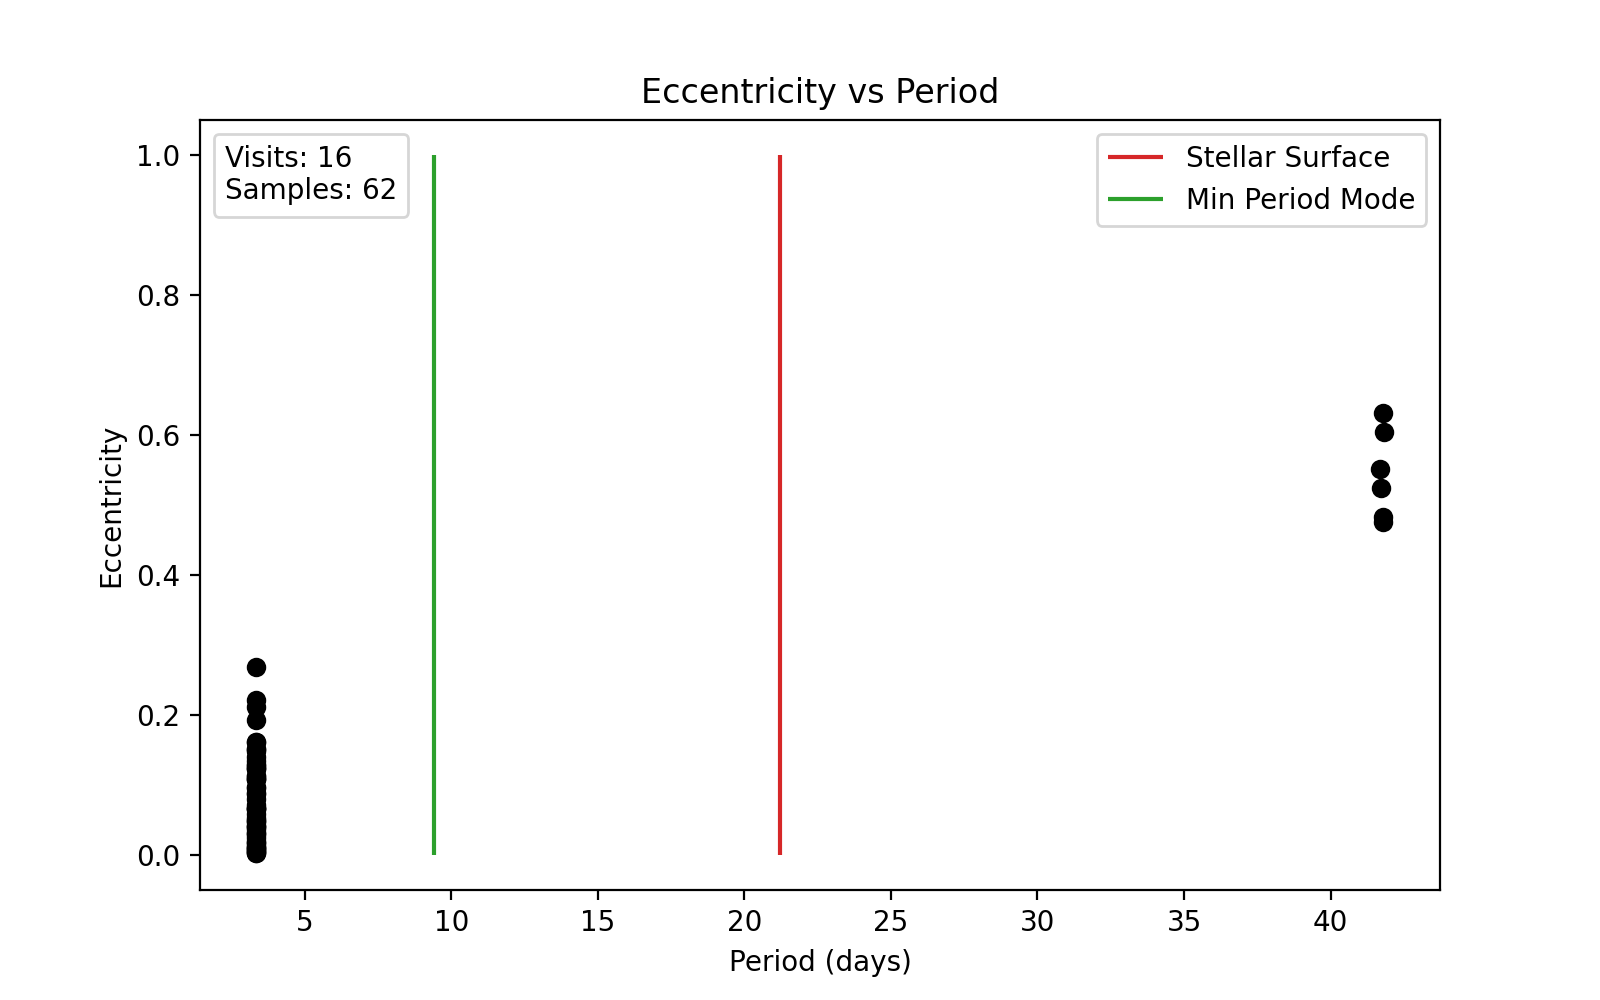 Eccentricity vs Period
Visits: 16
Samples: 62
Stellar Surface
Min Period Mode
1.0
0.8
0.6
0.4
0.2
0.0
Eccentricity
5 10 15 20 25 30 35 40
Period (days)